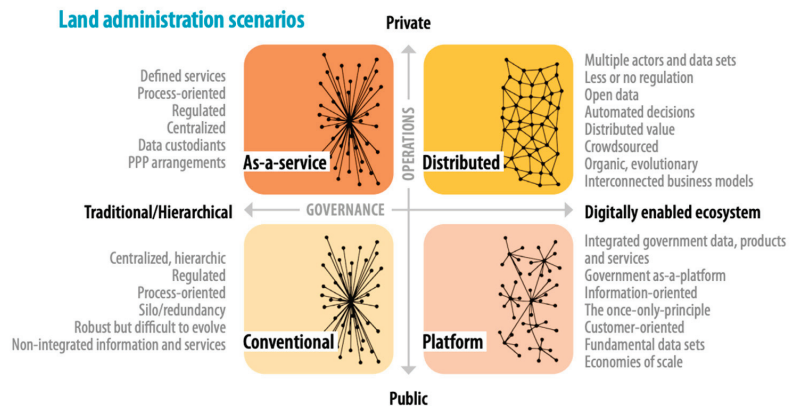 Land administration scenarios
Private
Defined services
Process-oriented
Regulated
Centralized
Data custodiants
PPP arrangements
As-a-service
OPERATIONS
Distributed
Multiple actors and data sets
Less or no regulation
Open data
Automated decisions
Distributed value
Crowdsourced
Organic, evolutionary
Interconnected business models
Traditional/Hierarchical
GOVERNANCE
Digitally enabled ecosystem
Centralized, hierarchic
Regulated
Process-oriented
Silo/redundancy
Robust but difficult to evolve
Non-integrated information and services
Conventional
Platform
Integrated government data, products
and services
Government as-a-platform
Information-oriented
The once-only-principle
Customer-oriented
Fundamental data sets
Economies of scale
Public